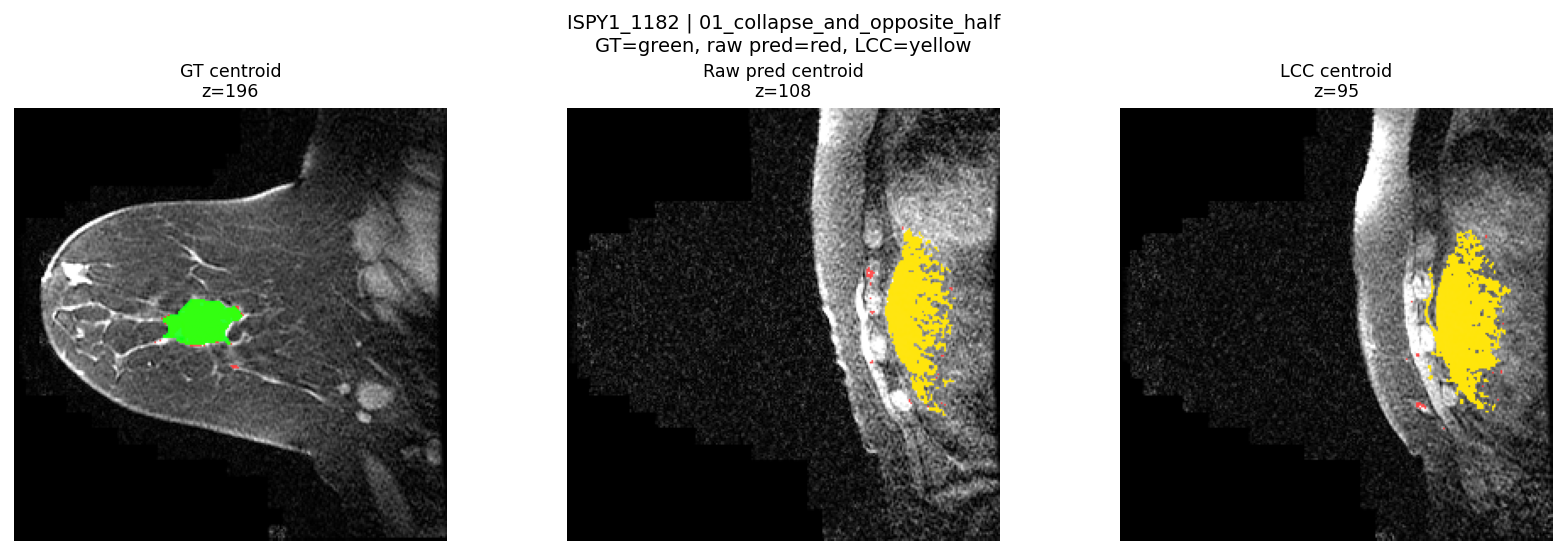 ISPY1_1182 | 01_collapse_and_opposite_half
GT=green, raw pred=red, LCC=yellow
GT centroid
z=196
Raw pred centroid
z=108
LCC centroid
z=95